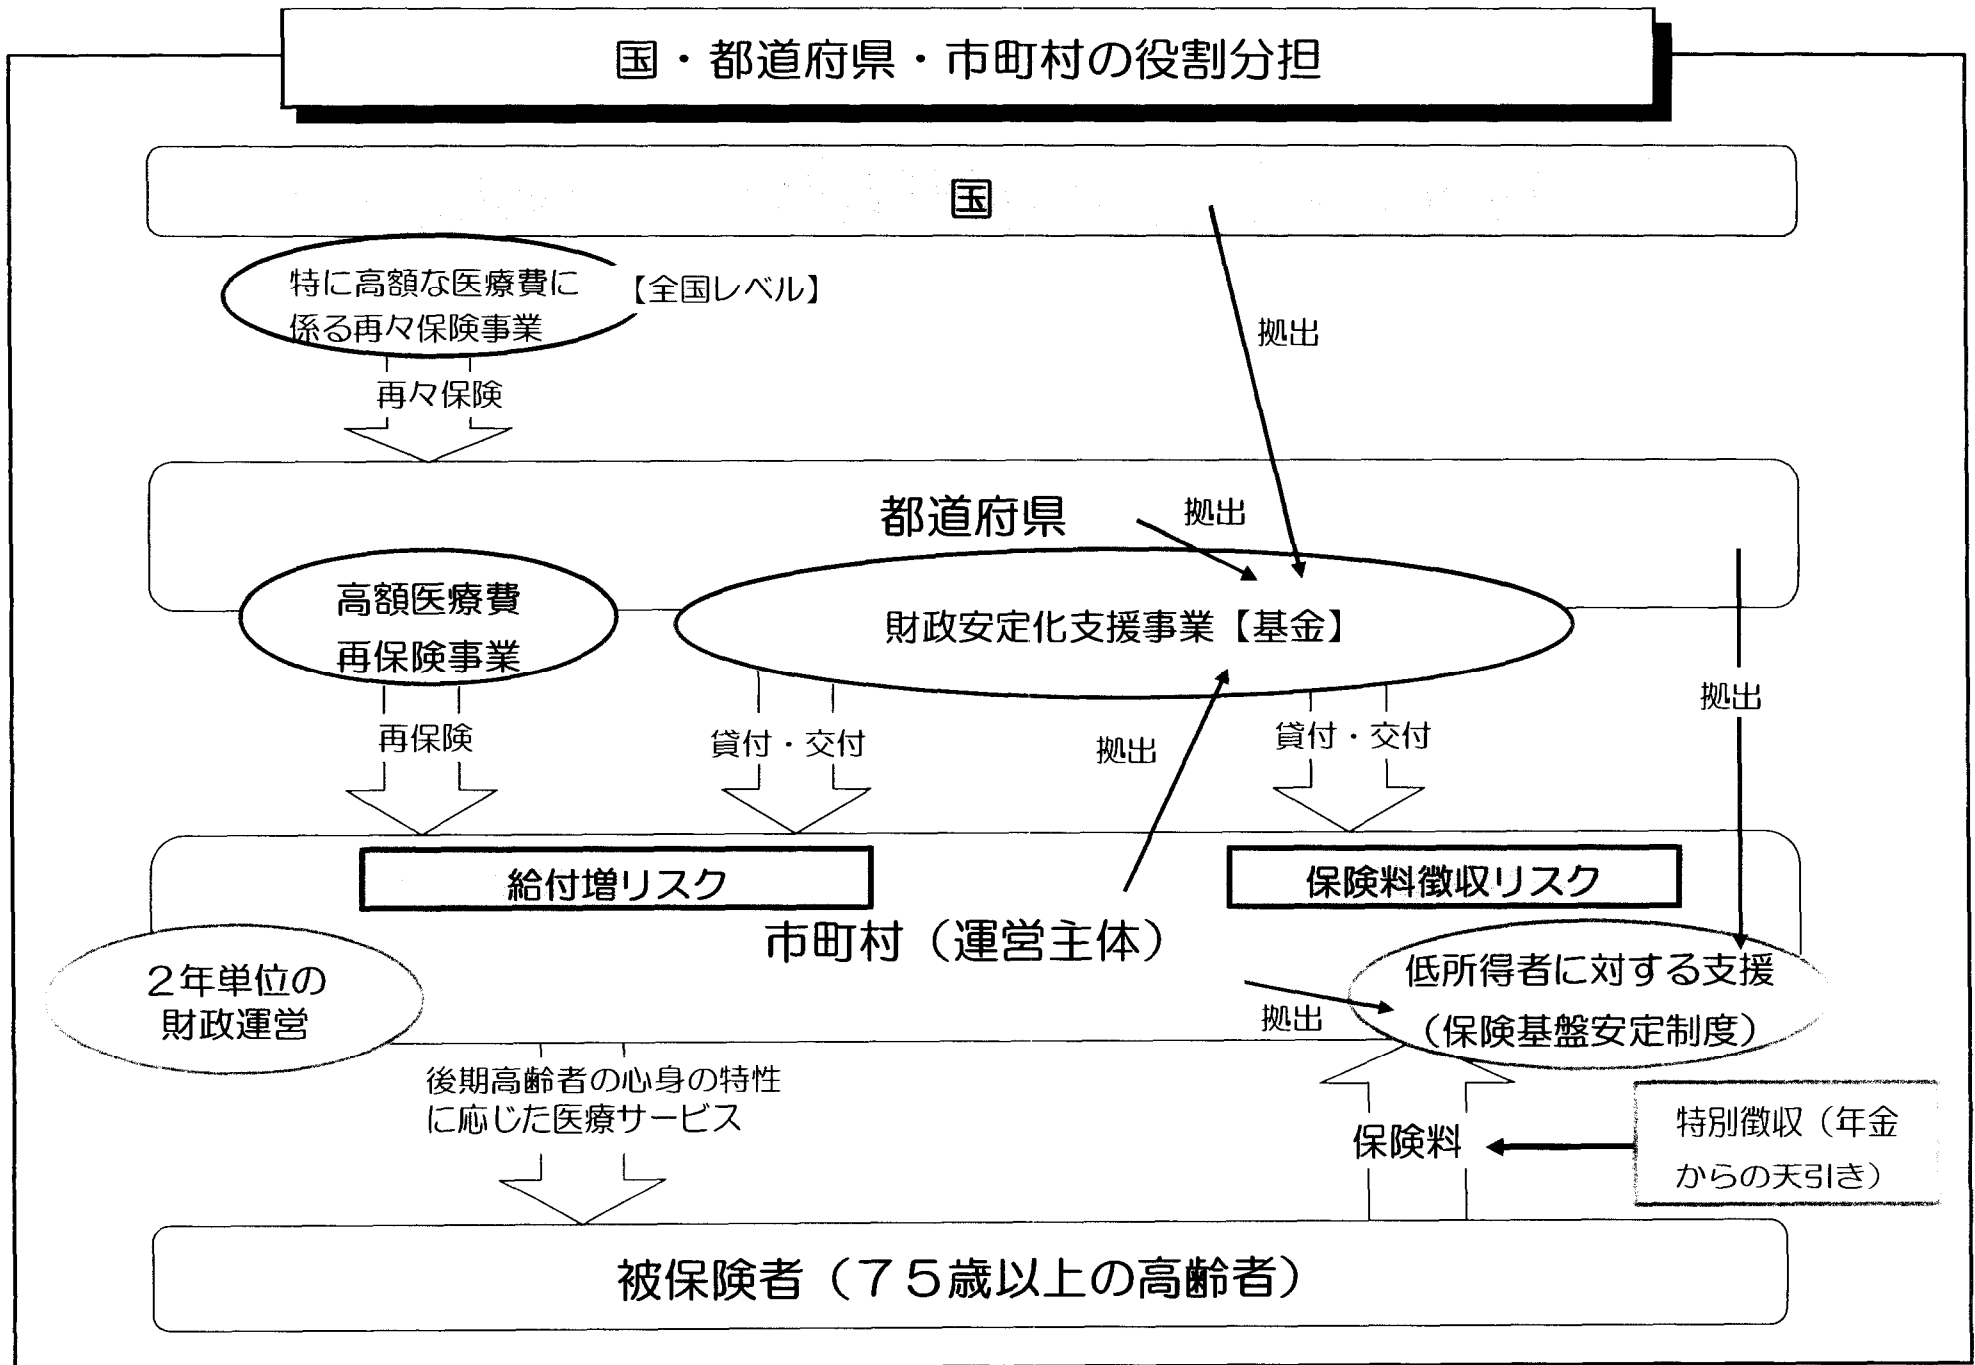 国・都道府県・市町村の役割分担
国
特に高額な医療費に
係る再々保険事業
【全国レベル】
拠出
再々保険
都道府県
拠出
高額医療費
再保険事業
財政安定化支援事業【基金】
拠出
再保険
貸付・交付
拠出
貸付・交付
給付増リスク
保険料徴収リスク
市町村（運営主体）
２年単位の
財政運営
低所得者に対する支援
（保険基盤安定制度）
拠出
後期高齢者の心身の特性
に応じた医療サービス
保険料
特別徴収（年金
からの天引き）
被保険者（７５歳以上の高齢者）